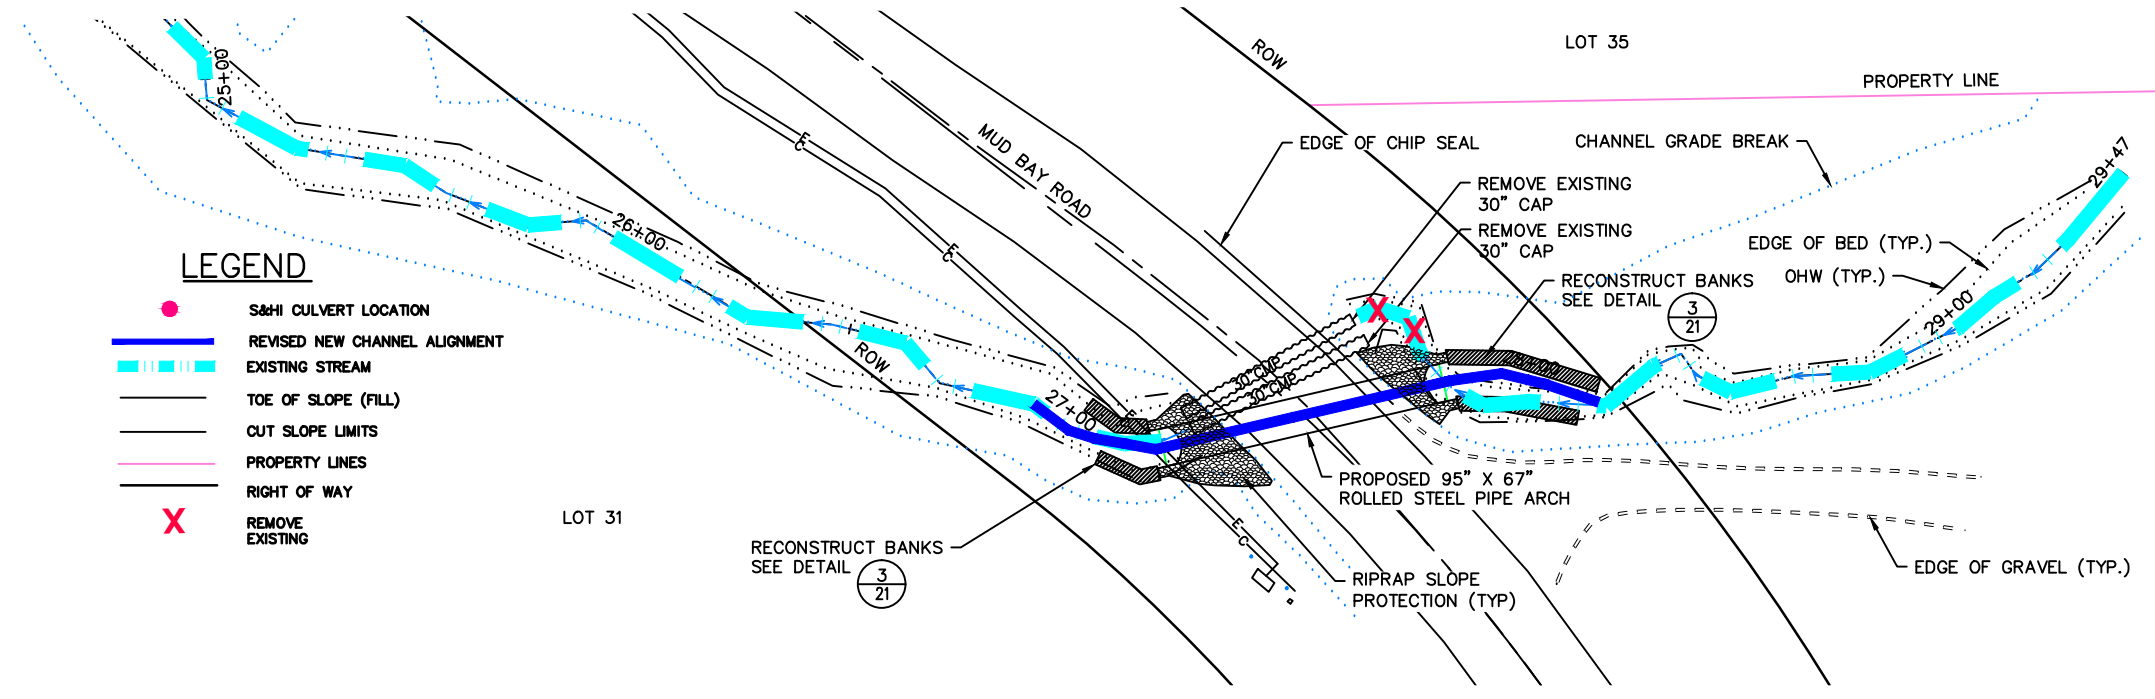 LOT 35
ROW
PROPERTY LINE
25+00
MUD BAY ROAD
EDGE OF CHIP SEAL
CHANNEL GRADE BREAK
29+47
REMOVE EXISTING
30" CAP
REMOVE EXISTING
30" CAP
E
C
26+00
EDGE OF BED (TYP.)
OHW (TYP.)
E
C
RECONSTRUCT BANKS
SEE DETAIL
3
21
29+00
LEGEND
S&HI CULVERT LOCATION
REVISED NEW CHANNEL ALIGNMENT
EXISTING STREAM
TOE OF SLOPE (FILL)
CUT SLOPE LIMITS
PROPERTY LINES
RIGHT OF WAY
X
REMOVE
EXISTING
X
X
ROW
30"CMP
30"CMP
27+00
E
PROPOSED 95" X 67"
ROLLED STEEL PIPE ARCH
LOT 31
E
C
RECONSTRUCT BANKS
SEE DETAIL
3
21
RIPRAP SLOPE
PROTECTION (TYP)
EDGE OF GRAVEL (TYP.)